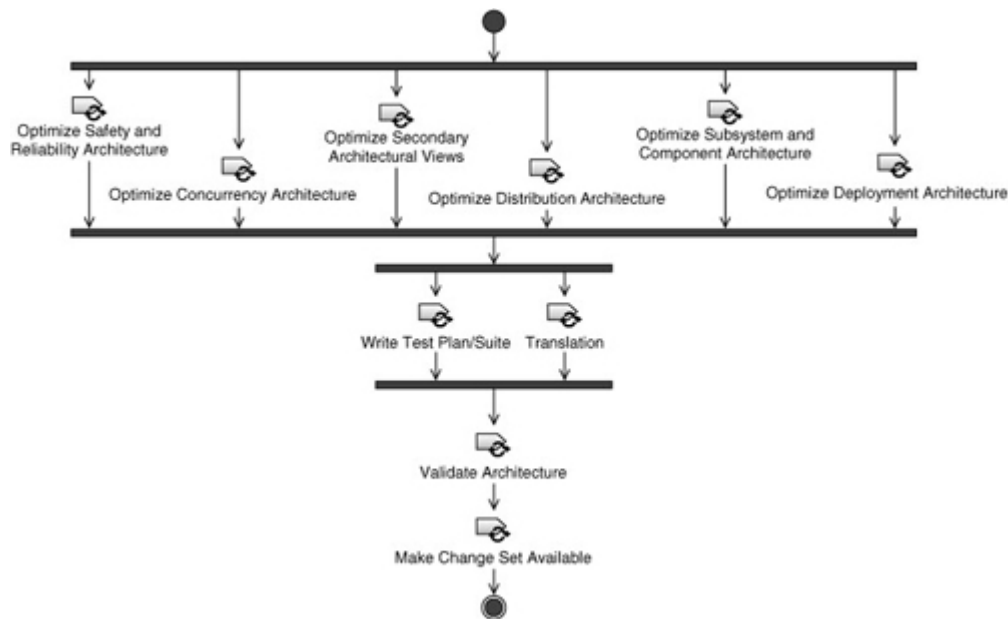 Optimize Safety and
Reliability Architecture
Optimize Concurrency Architecture
Optimize Secondary
Architectural Views
Optimize Distribution Architecture
Optimize Subsystem and
Component Architecture
Optimize Deployment Architecture
Write Test Plan/Suite
Translation
Validate Architecture
Make Change Set Available